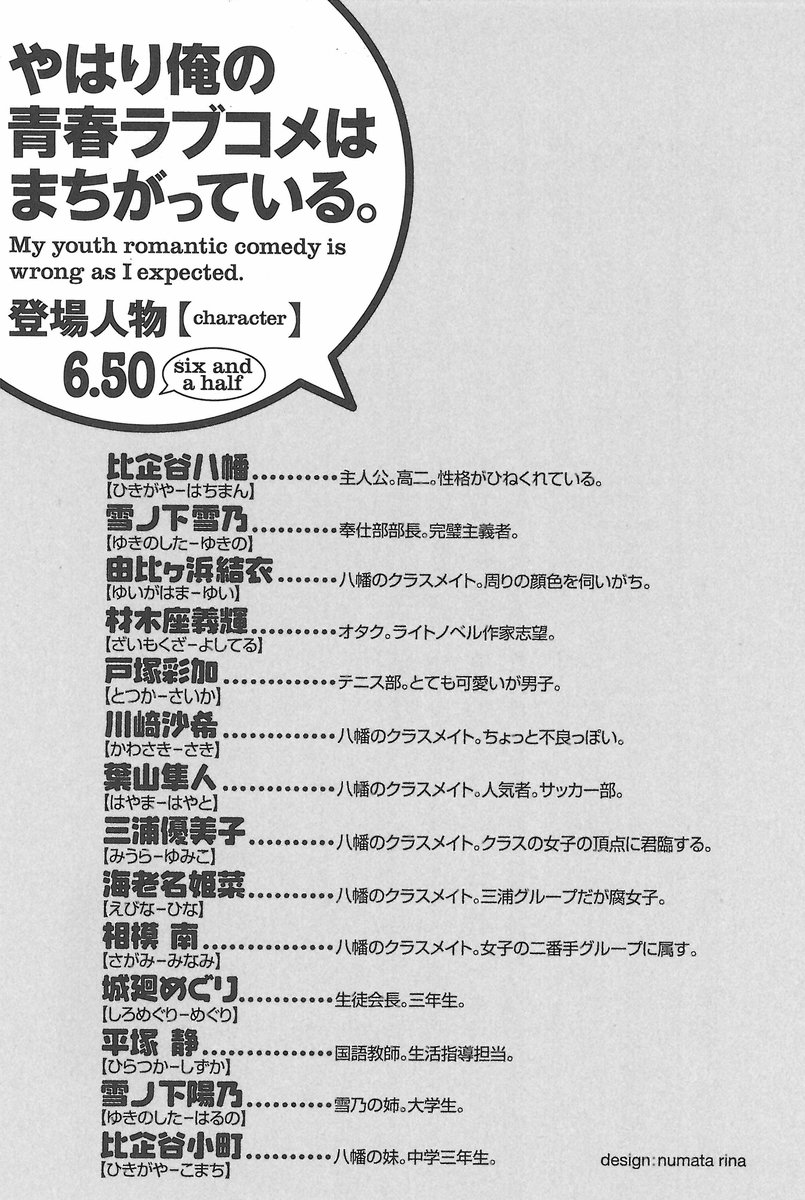 やはり俺の
青春ラブコメは
まちがっている。
My youth romantic comedy is
wrong as I expected.
登場人物【character】
6.50 six and
a half
比企谷八幡…………主人公。高二。性格がひねくれている。
【ひきがやーはちまん】
雪ノ下雪乃…………奉仕部部長。完璧主義者。
【ゆきのしたーゆきの】
由比ヶ浜結衣………八幡のクラスメイト。周りの顔色を伺いがち。
【ゆいがはまーゆい】
材木座義輝…………オタク。ライトノベル作家志望。
【ざいもくざーよしてる】
戸塚彩加……………テニス部。とても可愛いが男子。
【とつかーさいか】
川﨑沙希……………八幡のクラスメイト。ちょっと不良っぽい。
【かわさきーさき】
葉山隼人……………八幡のクラスメイト。人気者。サッカー部。
【はやまーはやと】
三浦優美子…………八幡のクラスメイト。クラスの女子の頂点に君臨する。
【みうらーゆみこ】
海老名姫菜…………八幡のクラスメイト。三浦グループだが腐女子。
【えびなーひな】
相模 南……………八幡のクラスメイト。女子の二番手グループに属す。
【さがみーみなみ】
城廻めぐり…………生徒会長。三年生。
【しろめぐりーめぐり】
平塚 静……………国語教師。生活指導担当。
【ひらつかーしずか】
雪ノ下陽乃…………雪乃の姉。大学生。
【ゆきのしたーはるの】
比企谷小町…………八幡の妹。中学三年生。
【ひきがやーこまち】
design:numata rina